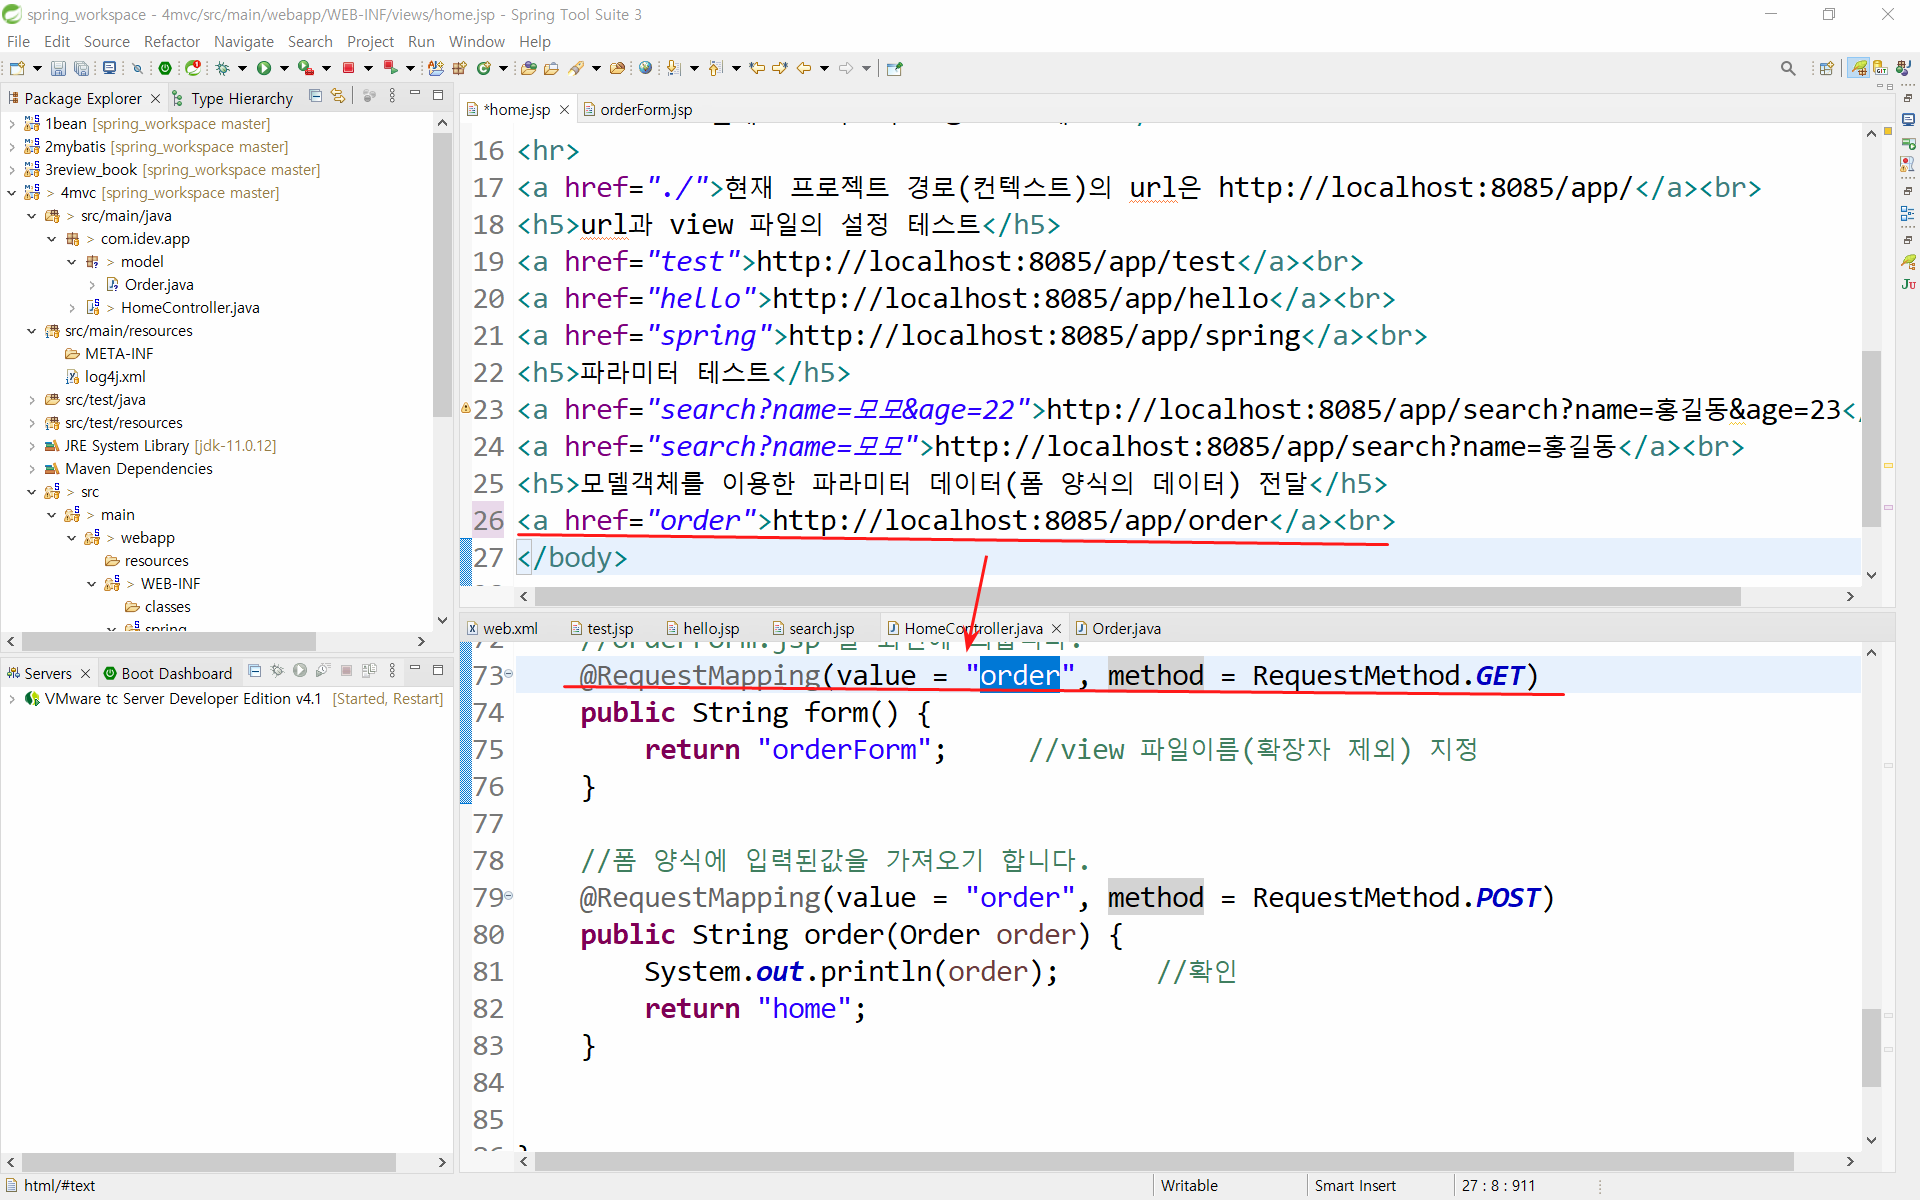 spring_workspace - 4mvc/src/main/webapp/WEB-INF/views/home.jsp - Spring Tool Suite 3
File Edit Source Refactor Navigate Search Project Run Window Help
Package Explorer Type Hierarchy
1bean [spring_workspace master]
2mybatis [spring_workspace master]
3review_book [spring_workspace master]
> 4mvc [spring_workspace master]
> src/main/java
> com.idev.app
> model
Order.java
> HomeController.java
src/main/resources
META-INF
log4j.xml
src/test/java
src/test/resources
JRE System Library [jdk-11.0.12]
Maven Dependencies
> src
> main
> webapp
resources
> WEB-INF
classes
spring
*home.jsp orderForm.jsp
16 <hr>
17 <a href="./">현재 프로젝트 경로(컨텍스트)의 url은 http://localhost:8085/app/</a><br>
18 <h5>url과 view 파일의 설정 테스트</h5>
19 <a href="test">http://localhost:8085/app/test</a><br>
20 <a href="hello">http://localhost:8085/app/hello</a><br>
21 <a href="spring">http://localhost:8085/app/spring</a><br>
22 <h5>파라미터 테스트</h5>
23 <a href="search?name=모모&age=22">http://localhost:8085/app/search?name=홍길동&age=23</
24 <a href="search?name=모모">http://localhost:8085/app/search?name=홍길동</a><br>
25 <h5>모델객체를 이용한 파라미터 데이터(폼 양식의 데이터) 전달</h5>
26 <a href="order">http://localhost:8085/app/order</a><br>
27 </body>
web.xml test.jsp hello.jsp search.jsp HomeController.java Order.java
73 @RequestMapping(value = "order", method = RequestMethod.GET)
74 public String form() {
75 return "orderForm"; //view 파일이름(확장자 제외) 지정
76 }
77
78 //폼 양식에 입력된값을 가져오기 합니다.
79 @RequestMapping(value = "order", method = RequestMethod.POST)
80 public String order(Order order) {
81 System.out.println(order); //확인
82 return "home";
83 }
84
85
Servers Boot Dashboard
VMware tc Server Developer Edition v4.1 [Started, Restart]
html/#text Writable Smart Insert 27 : 8 : 911